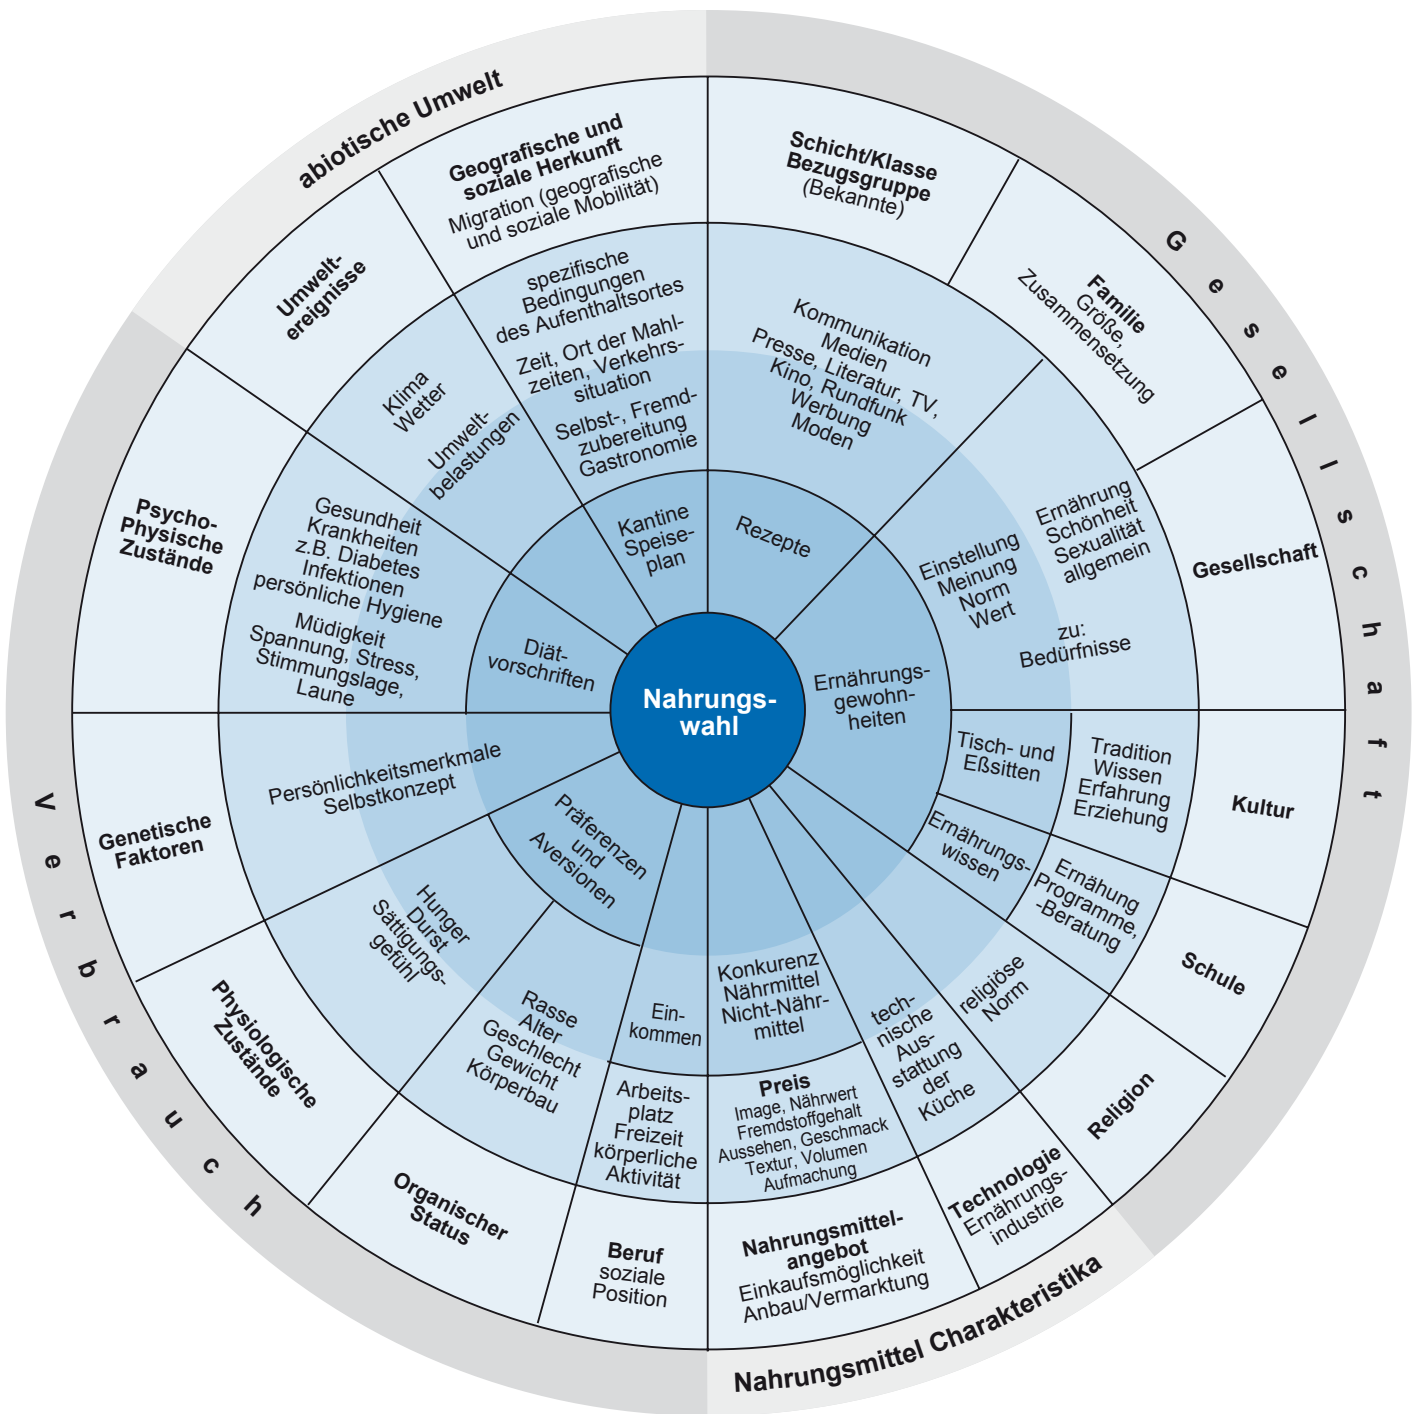 abiotische Umwelt
Gesellschaft
Nahrungsmittel Charakteristika
Verbrauch
Geografische und
soziale Herkunft
Migration (geografische
und soziale Mobilität)
spezifische
Bedingungen
des Aufenthaltsortes
Zeit, Ort der Mahl-
zeiten, Verkehrs-
situation
Selbst-, Fremd-
zubereitung
Gastronomie
Kantine
Speise-
plan
Schicht/Klasse
Bezugsgruppe
(Bekannte)
Kommunikation
Medien
Presse, Literatur, TV,
Kino, Rundfunk
Werbung
Moden
Rezepte
Familie
Größe,
Zusammensetzung
Gesellschaft
Ernährung
Schönheit
Sexualität
allgemein
Einstellung
Meinung
Norm
Wert
zu:
Bedürfnisse
Ernährungs-
gewohn-
heiten
Kultur
Tradition
Wissen
Erfahrung
Erziehung
Tisch- und
Eßsitten
Schule
Ernähung
Programme,
-Beratung
Ernährungs-
wissen
Religion
religiöse
Norm
Technologie
Ernährungs-
industrie
tech-
nische
Aus-
stattung
der
Küche
Nahrungsmittel-
angebot
Einkaufsmöglichkeit
Anbau/Vermarktung
Preis
Image, Nährwert
Fremdstoffgehalt
Aussehen, Geschmack
Textur, Volumen
Aufmachung
Konkurenz
Nährmittel
Nicht-Nähr-
mittel
Beruf
soziale
Position
Arbeits-
platz
Freizeit
körperliche
Aktivität
Ein-
kommen
Organischer
Status
Rasse
Alter
Geschlecht
Gewicht
Körperbau
Physiologische
Zustände
Hunger
Durst
Sättigungs-
gefühl
Präferenzen
und
Aversionen
Genetische
Faktoren
Persönlichkeitsmerkmale
Selbstkonzept
Psycho-
Physische
Zustände
Gesundheit
Krankheiten
z.B. Diabetes
Infektionen
persönliche Hygiene
Müdigkeit
Spannung, Stress,
Stimmungslage,
Laune
Diät-
vorschriften
Umwelt-
ereignisse
Klima
Wetter
Umwelt-
belastungen
Nahrungs-
wahl